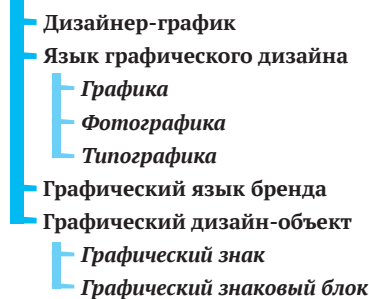 Дизайнер-график
Язык графического дизайна
Графика
Фотографика
Типографика
Графический язык бренда
Графический дизайн-объект
Графический знак
Графический знаковый блок